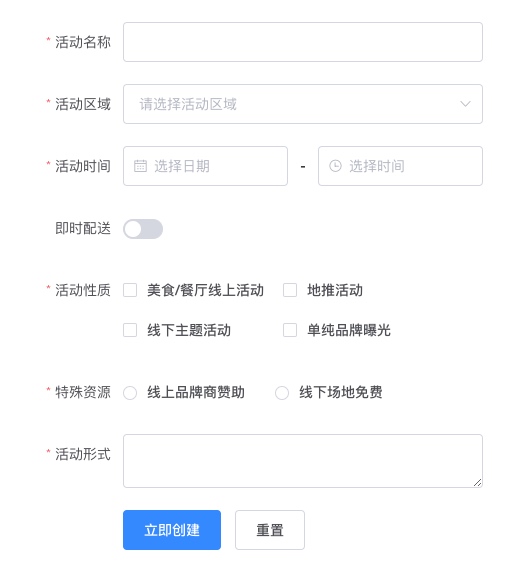 * 活动名称
* 活动区域 请选择活动区域
* 活动时间 选择日期 - 选择时间
即时配送
* 活动性质 美食/餐厅线上活动 地推活动
线下主题活动 单纯品牌曝光
* 特殊资源 线上品牌商赞助 线下场地免费
* 活动形式
立即创建 重置